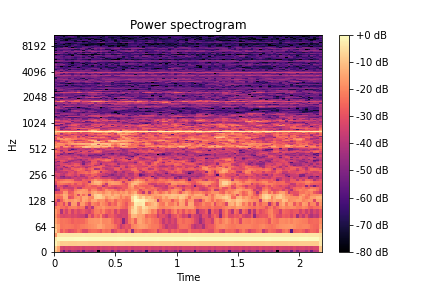 Power spectrogram
8192
4096
2048
1024
512
256
128
64
0
Hz
0
0.5
1
1.5
2
Time
+0 dB
-10 dB
-20 dB
-30 dB
-40 dB
-50 dB
-60 dB
-70 dB
-80 dB